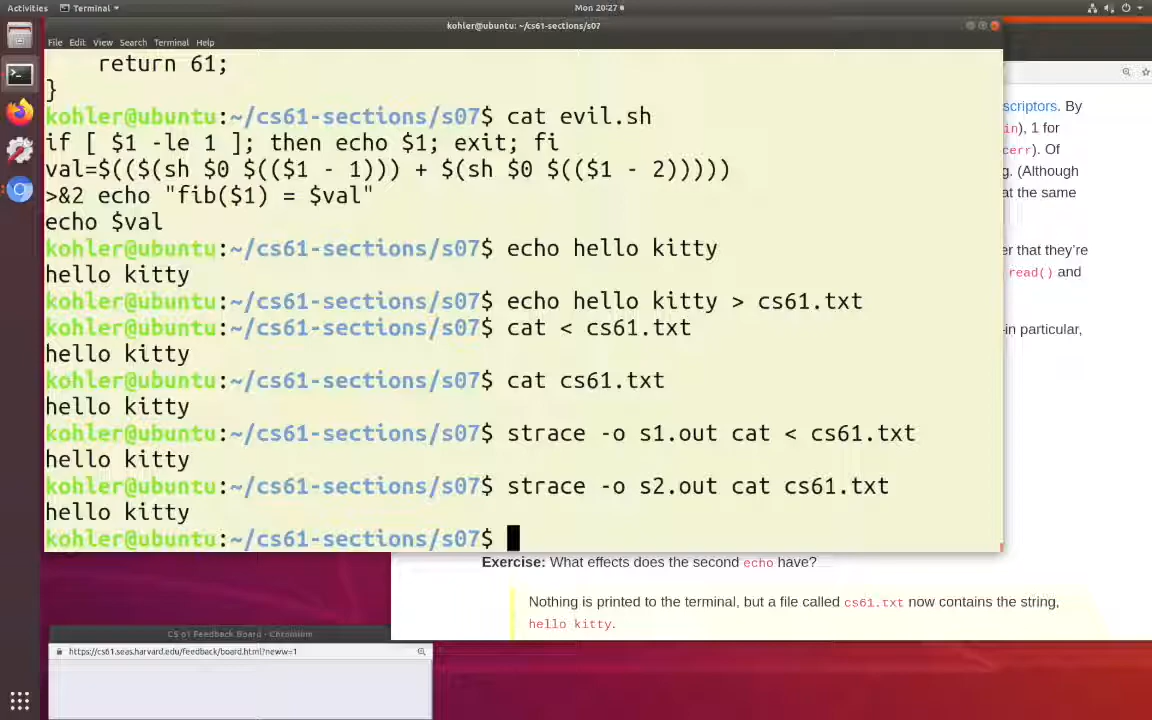 Activities
Terminal
Mon 20:27
kohler@ubuntu: ~/cs61-sections/s07
File Edit View Search Terminal Help
return 61;
}
kohler@ubuntu:~/cs61-sections/s07$ cat evil.sh
if [ $1 -le 1 ]; then echo $1; exit; fi
val=$(($(sh $0 $(($1 - 1))) + $(sh $0 $(($1 - 2)))))
>&2 echo "fib($1) = $val"
echo $val
kohler@ubuntu:~/cs61-sections/s07$ echo hello kitty
hello kitty
kohler@ubuntu:~/cs61-sections/s07$ echo hello kitty > cs61.txt
kohler@ubuntu:~/cs61-sections/s07$ cat < cs61.txt
hello kitty
kohler@ubuntu:~/cs61-sections/s07$ cat cs61.txt
hello kitty
kohler@ubuntu:~/cs61-sections/s07$ strace -o s1.out cat < cs61.txt
hello kitty
kohler@ubuntu:~/cs61-sections/s07$ strace -o s2.out cat cs61.txt
hello kitty
kohler@ubuntu:~/cs61-sections/s07$
scriptors. By
in), 1 for
cerr). Of
g. (Although
at the same
er that they're
read() and
-in particular,
Exercise: What effects does the second echo have?
Nothing is printed to the terminal, but a file called cs61.txt now contains the string,
hello kitty.
CS 61 Feedback Board - Chromium
https://cs61.seas.harvard.edu/feedback/board.html?neww=1